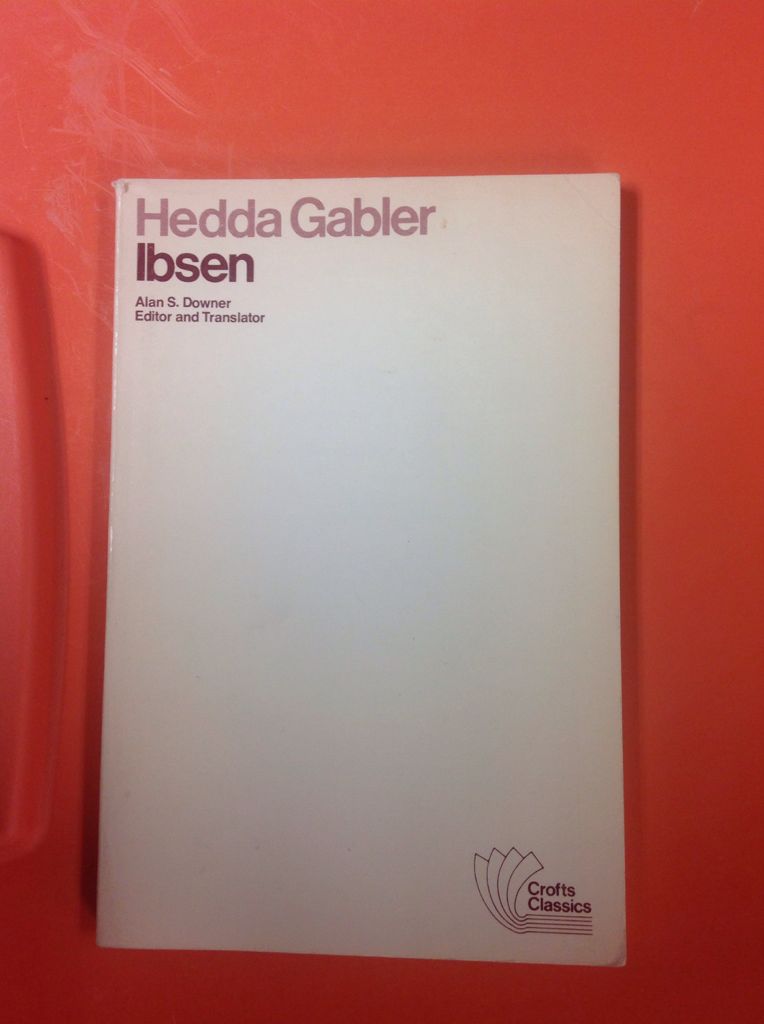 Hedda Gabler
Ibsen
Alan S. Downer
Editor and Translator
Crofts
Classics